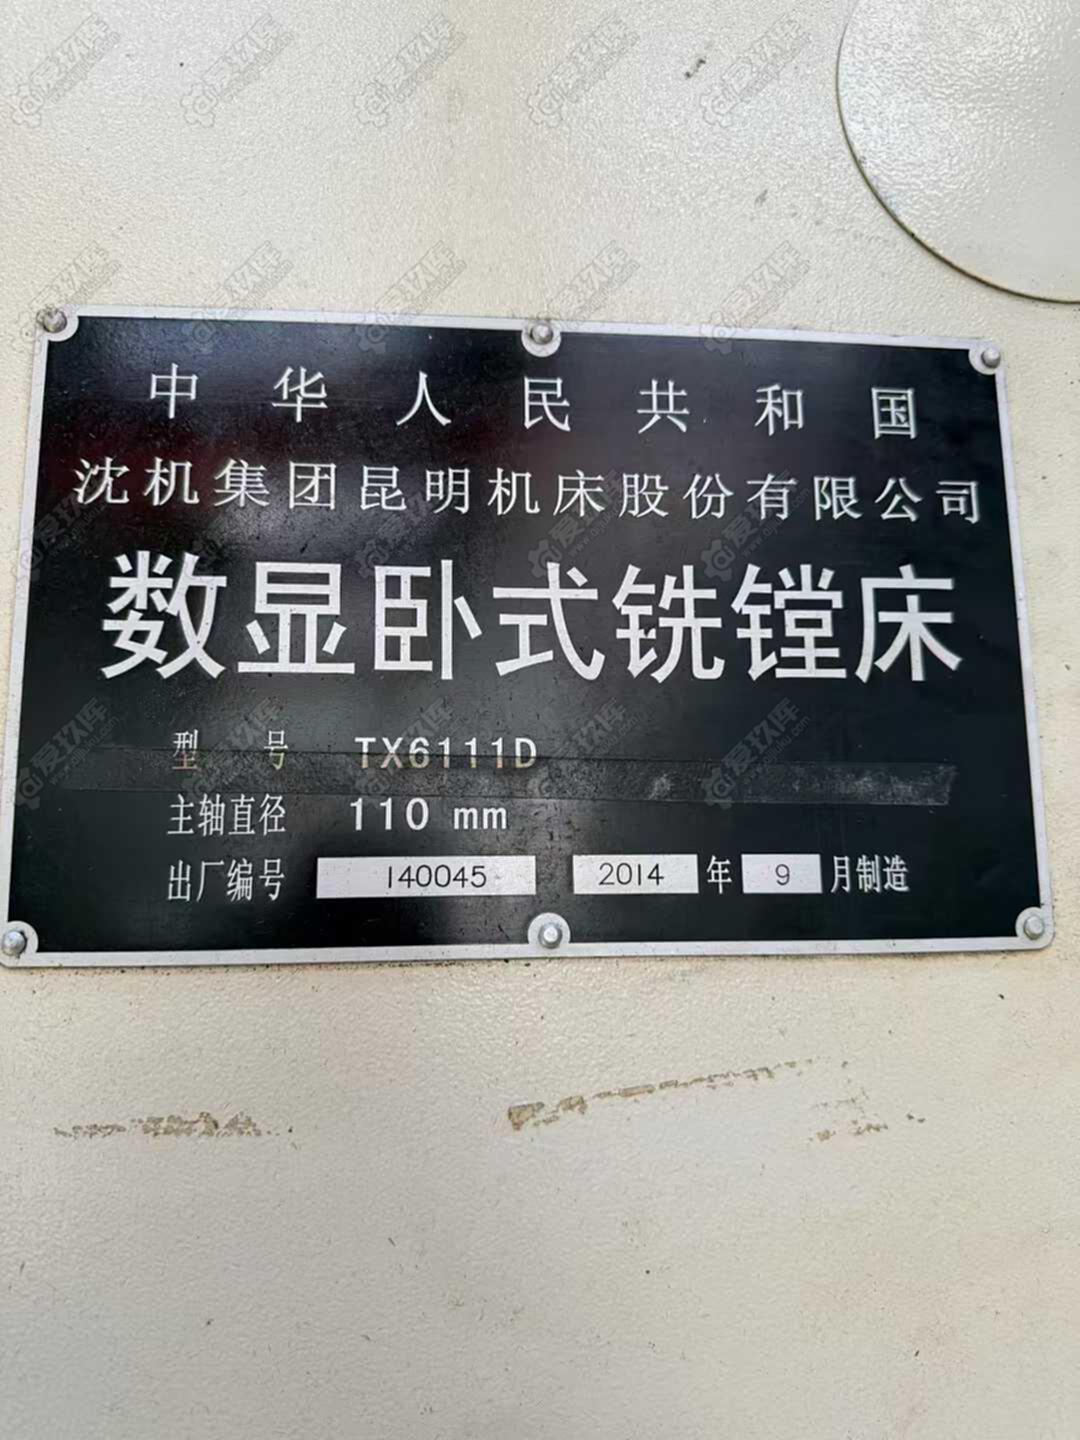 中华人民共和国
沈机集团昆明机床股份有限公司
数显卧式铣镗床
型号 TX6111D
主轴直径 110 mm
出厂编号 140045 2014 年 9 月制造